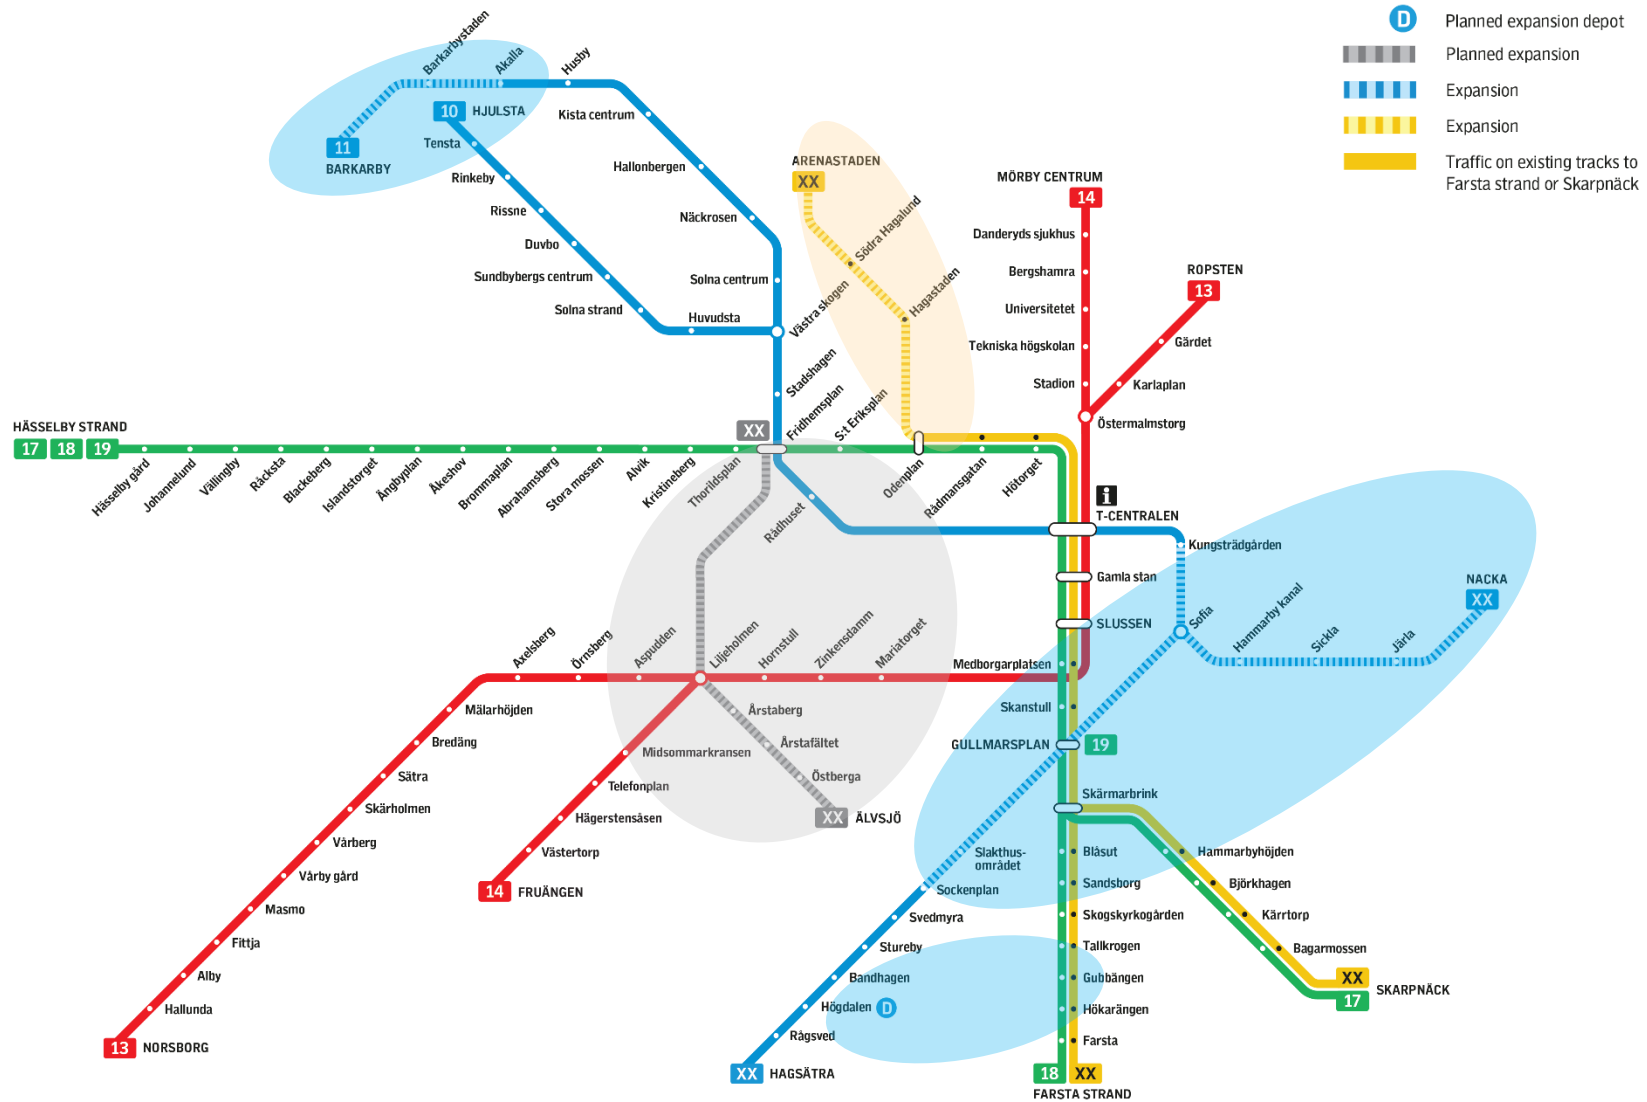 D Planned expansion depot
Planned expansion
Expansion
Expansion
Traffic on existing tracks to
Farsta strand or Skarpnäck
Barkarbystaden
Akalla
Husby
10 HJULSTA
11
BARKARBY
Kista centrum
Tensta
Hallonbergen
Rinkeby
Näckrosen
Rissne
Duvbo
Solna centrum
Sundbybergs centrum
Solna strand
Huvudsta
Västra skogen
Stadshagen
Fridhemsplan
XX
S:t Eriksplan
ARENASTADEN
XX
Södra Hagalund
Hagastaden
MÖRBY CENTRUM
14
Danderyds sjukhus
Bergshamra
Universitetet
Tekniska högskolan
Stadion
ROPSTEN
13
Gärdet
Karlaplan
Östermalmstorg
HÄSSELBY STRAND
17 18 19
Hässelby gård
Johannelund
Vällingby
Råcksta
Blackeberg
Islandstorget
Ängbyplan
Åkeshov
Brommaplan
Abrahamsberg
Stora mossen
Alvik
Kristineberg
Thorildsplan
Rådhuset
Odenplan
Rådmansgatan
Hötorget
i
T-CENTRALEN
Kungsträdgården
Gamla stan
SLUSSEN
NACKA
XX
Sofia
Hammarby kanal
Sickla
Järla
Axelsberg
Örnsberg
Aspudden
Liljeholmen
Hornstull
Zinkensdamm
Mariatorget
Medborgarplatsen
Skanstull
GULLMARSPLAN 19
Skärmarbrink
Mälarhöjden
Bredäng
Sätra
Skärholmen
Vårberg
Vårby gård
Masmo
Fittja
Alby
Hallunda
13 NORSBORG
Årstaberg
Årstafältet
Östberga
XX ÄLVSJÖ
Midsommarkransen
Telefonplan
Hägerstensåsen
Västertorp
14 FRUÄNGEN
Slakthus-
området
Sockenplan
Svedmyra
Stureby
Bandhagen
Högdalen D
Rågsved
XX HAGSÄTRA
Blåsut
Sandsborg
Skogskyrkogården
Tallkrogen
Gubbängen
Hökarängen
Farsta
18 XX
FARSTA STRAND
Hammarbyhöjden
Björkhagen
Kärrtorp
Bagarmossen
XX
SKARPNÄCK
17